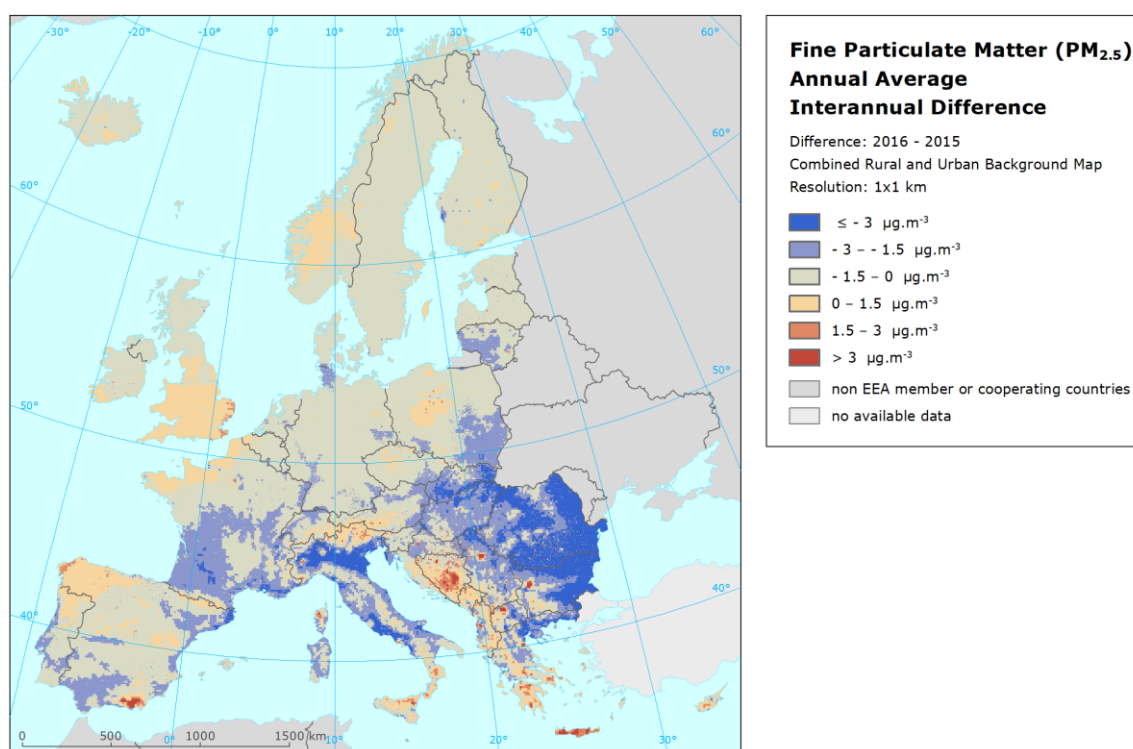 -30°
-20°
-10°
0°
10°
20°
30°
40°
50°
60°
60°
50°
40°
60°
50°
40°
0°
10°
20°
30°
0 500 1000 1500 km
Fine Particulate Matter (PM2.5)
Annual Average
Interannual Difference
Difference: 2016 - 2015
Combined Rural and Urban Background Map
Resolution: 1x1 km
≤ - 3 µg.m-3
- 3 – - 1.5 µg.m-3
- 1.5 – 0 µg.m-3
0 – 1.5 µg.m-3
1.5 – 3 µg.m-3
> 3 µg.m-3
non EEA member or cooperating countries
no available data